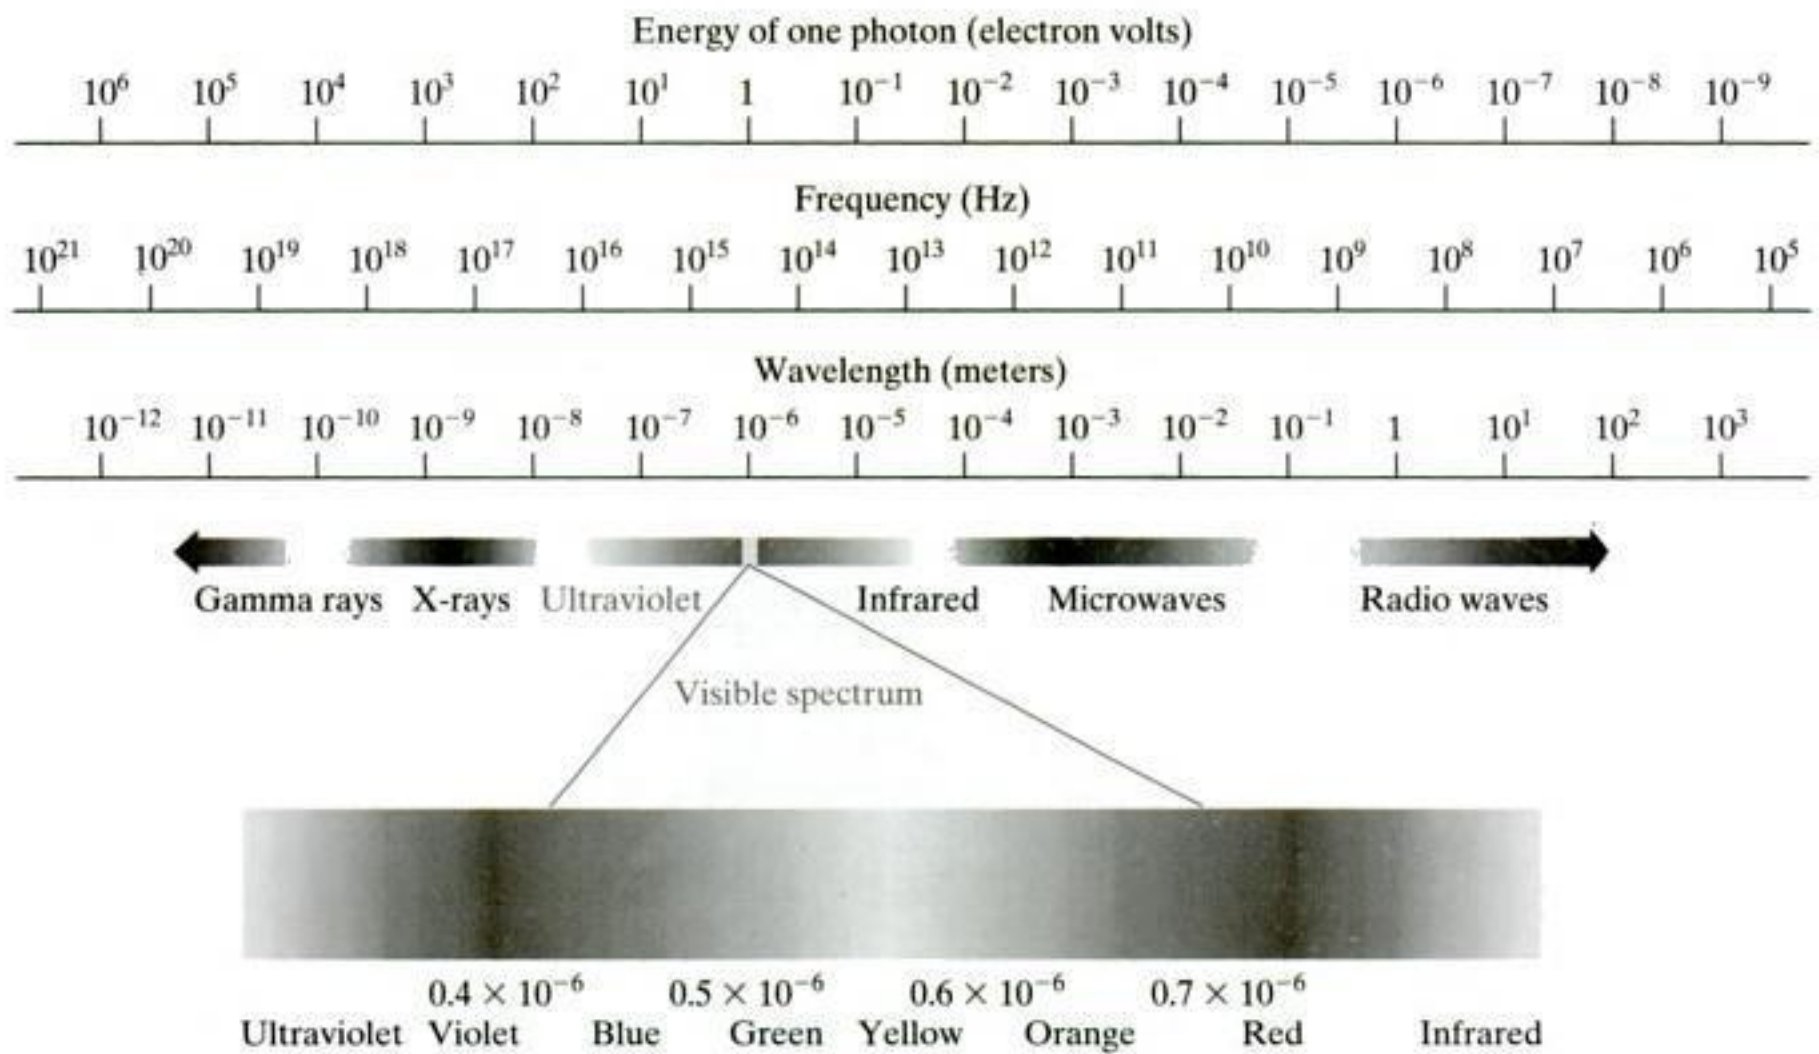 Energy of one photon (electron volts)
10⁶ 10⁵ 10⁴ 10³ 10² 10¹ 1 10⁻¹ 10⁻² 10⁻³ 10⁻⁴ 10⁻⁵ 10⁻⁶ 10⁻⁷ 10⁻⁸ 10⁻⁹
Frequency (Hz)
10²¹ 10²⁰ 10¹⁹ 10¹⁸ 10¹⁷ 10¹⁶ 10¹⁵ 10¹⁴ 10¹³ 10¹² 10¹¹ 10¹⁰ 10⁹ 10⁸ 10⁷ 10⁶ 10⁵
Wavelength (meters)
10⁻¹² 10⁻¹¹ 10⁻¹⁰ 10⁻⁹ 10⁻⁸ 10⁻⁷ 10⁻⁶ 10⁻⁵ 10⁻⁴ 10⁻³ 10⁻² 10⁻¹ 1 10¹ 10² 10³
Gamma rays X-rays Ultraviolet Infrared Microwaves Radio waves
Visible spectrum
0.4 × 10⁻⁶ 0.5 × 10⁻⁶ 0.6 × 10⁻⁶ 0.7 × 10⁻⁶
Ultraviolet Violet Blue Green Yellow Orange Red Infrared